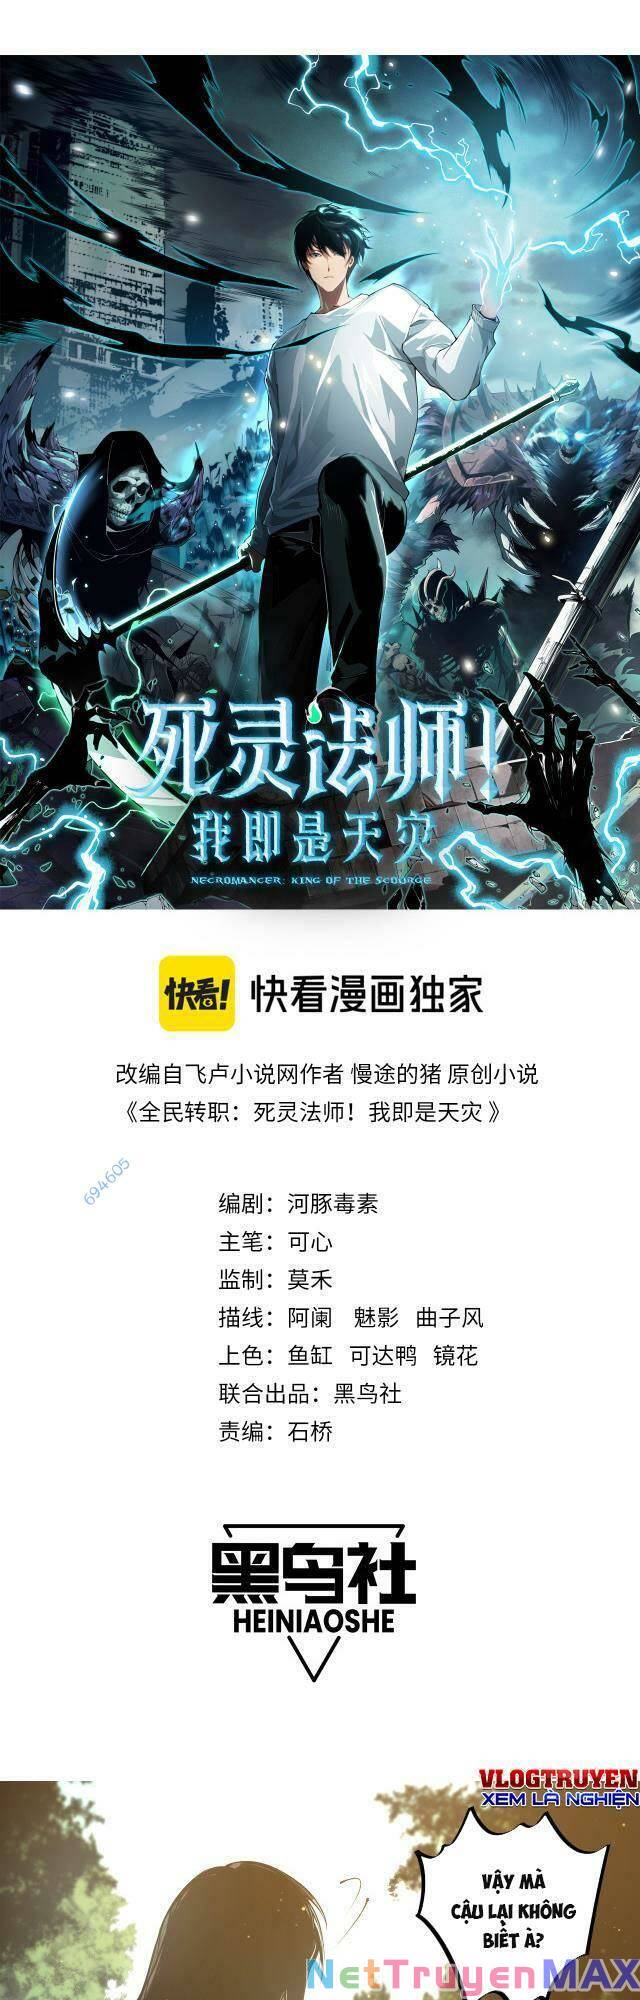 死灵法师！
我即是天灾
NECROMANCER: KING OF THE SCOURGE
快看! 快看漫画独家
改编自飞卢小说网作者 慢途的猪 原创小说
《全民转职：死灵法师！我即是天灾 》
694605
编剧：河豚毒素
主笔：可心
监制：莫禾
描线：阿阑 魅影 曲子风
上色：鱼缸 可达鸭 镜花
联合出品：黑鸟社
责编：石桥
黑鸟社
HEINIAOSHE
VLOGTRUYEN
XEM LÀ NGHIỆN
VẬY MÀ
CẬU LẠI KHÔNG
BIẾT À?
NetTruyenMAX